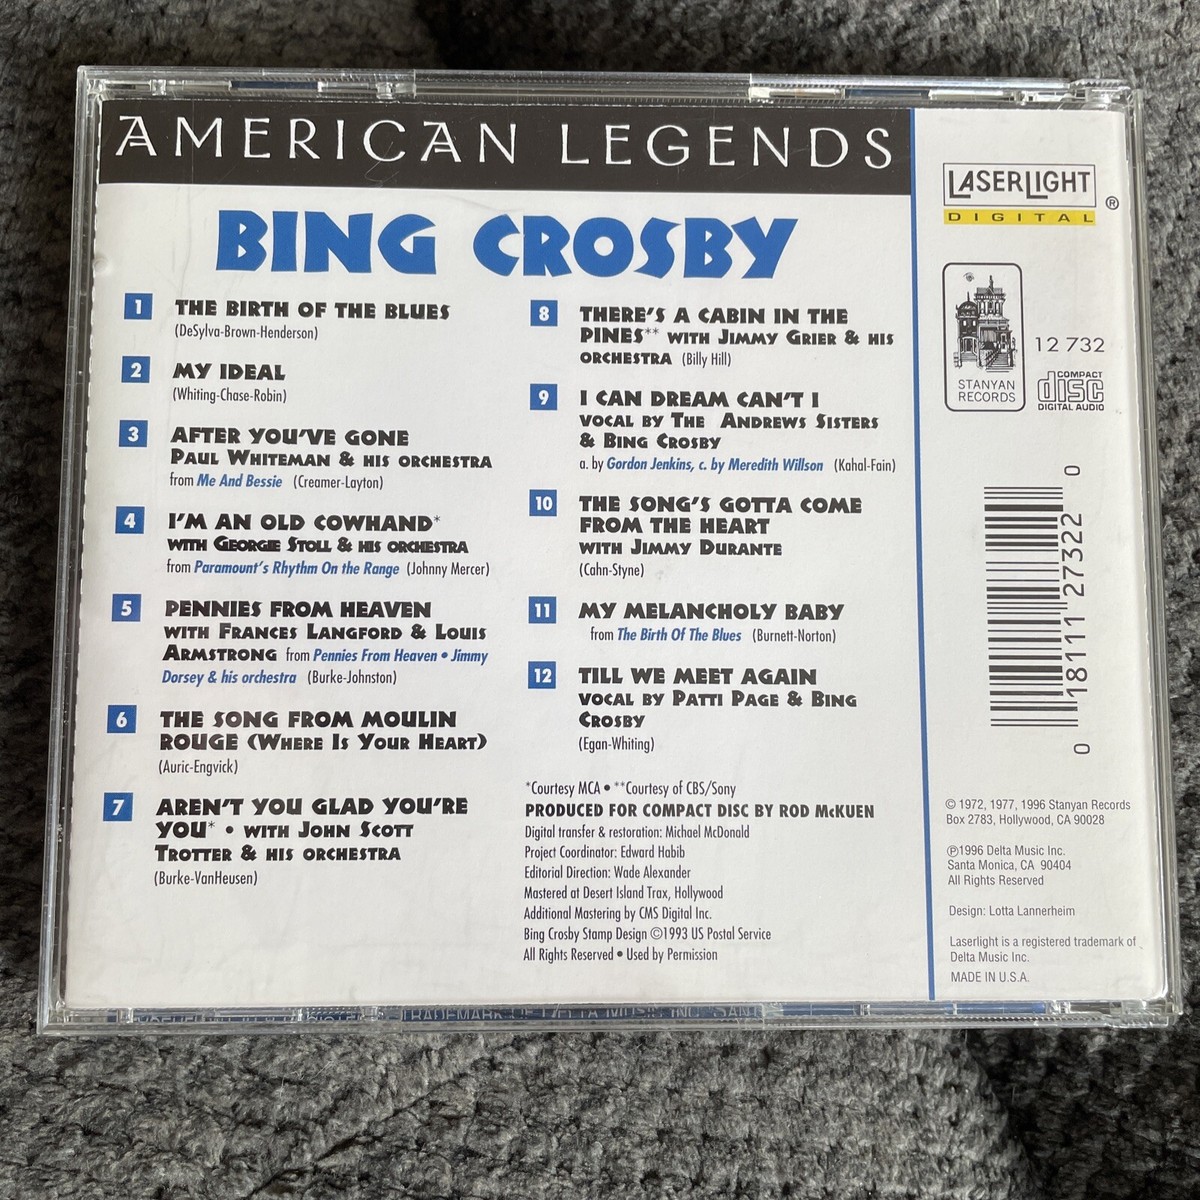 AMERICAN LEGENDS
BING CROSBY
1 THE BIRTH OF THE BLUES
(DeSylva-Brown-Henderson)
2 MY IDEAL
(Whiting-Chase-Robin)
3 AFTER YOU'VE GONE
PAUL WHITEMAN & HIS ORCHESTRA
from Me And Bessie (Creamer-Layton)
4 I'M AN OLD COWHAND*
WITH GEORGIE STOLL & HIS ORCHESTRA
from Paramount's Rhythm On the Range (Johnny Mercer)
5 PENNIES FROM HEAVEN
WITH FRANCES LANGFORD & LOUIS
ARMSTRONG from Pennies From Heaven • Jimmy
Dorsey & his orchestra (Burke-Johnston)
6 THE SONG FROM MOULIN
ROUGE (WHERE IS YOUR HEART)
(Auric-Engvick)
7 AREN'T YOU GLAD YOU'RE
YOU* • WITH JOHN SCOTT
TROTTER & HIS ORCHESTRA
(Burke-VanHeusen)
8 THERE'S A CABIN IN THE
PINES** WITH JIMMY GRIER & HIS
ORCHESTRA (Billy Hill)
9 I CAN DREAM CAN'T I
VOCAL BY THE ANDREWS SISTERS
& BING CROSBY
a. by Gordon Jenkins, c. by Meredith Willson (Kahal-Fain)
10 THE SONG'S GOTTA COME
FROM THE HEART
WITH JIMMY DURANTE
(Cahn-Styne)
11 MY MELANCHOLY BABY
from The Birth Of The Blues (Burnett-Norton)
12 TILL WE MEET AGAIN
VOCAL BY PATTI PAGE & BING
CROSBY
(Egan-Whiting)
*Courtesy MCA • **Courtesy of CBS/Sony
PRODUCED FOR COMPACT DISC BY ROD McKUEN
Digital transfer & restoration: Michael McDonald
Project Coordinator: Edward Habib
Editorial Direction: Wade Alexander
Mastered at Desert Island Trax, Hollywood
Additional Mastering by CMS Digital Inc.
Bing Crosby Stamp Design ©1993 US Postal Service
All Rights Reserved • Used by Permission
LASERLIGHT ®
DIGITAL
STANYAN
RECORDS
12 732
COMPACT
disc
DIGITAL AUDIO
0 18111 27322 0
© 1972, 1977, 1996 Stanyan Records
Box 2783, Hollywood, CA 90028
℗1996 Delta Music Inc.
Santa Monica, CA 90404
All Rights Reserved
Design: Lotta Lannerheim
Laserlight is a registered trademark of
Delta Music Inc.
MADE IN U.S.A.
TRADEMARK OF DELTA MUSIC INC. SAN